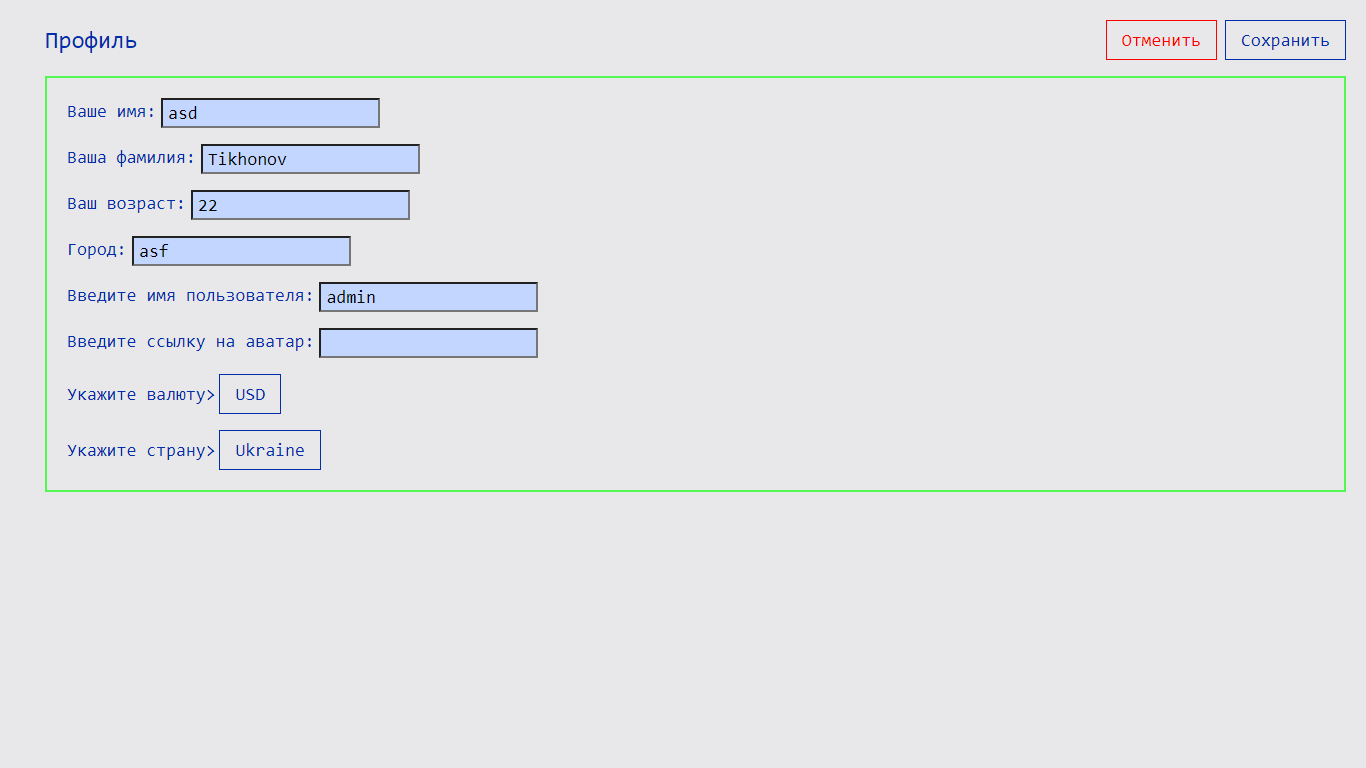 Профиль
Отменить
Сохранить
Ваше имя: asd
Ваша фамилия: Tikhonov
Ваш возраст: 22
Город: asf
Введите имя пользователя: admin
Введите ссылку на аватар:
Укажите валюту> USD
Укажите страну> Ukraine